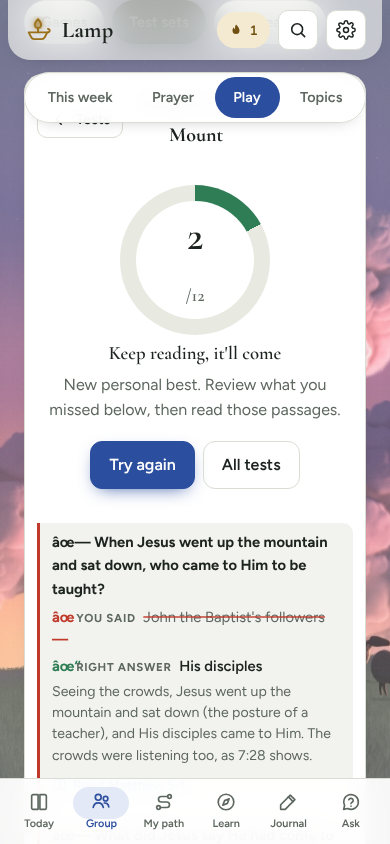 Test sets
Lamp
1
This week
Prayer
Play
Topics
Tests
Mount
2
/12
Keep reading, it'll come
New personal best. Review what you
missed below, then read those passages.
Try again
All tests
âœ— When Jesus went up the mountain
and sat down, who came to Him to be
taught?
âœ YOU SAID John the Baptist's followers
—
âœ“ RIGHT ANSWER His disciples
Seeing the crowds, Jesus went up the
mountain and sat down (the posture of a
teacher), and His disciples came to Him. The
crowds were listening too, as 7:28 shows.
Today
Group
My path
Learn
Journal
Ask